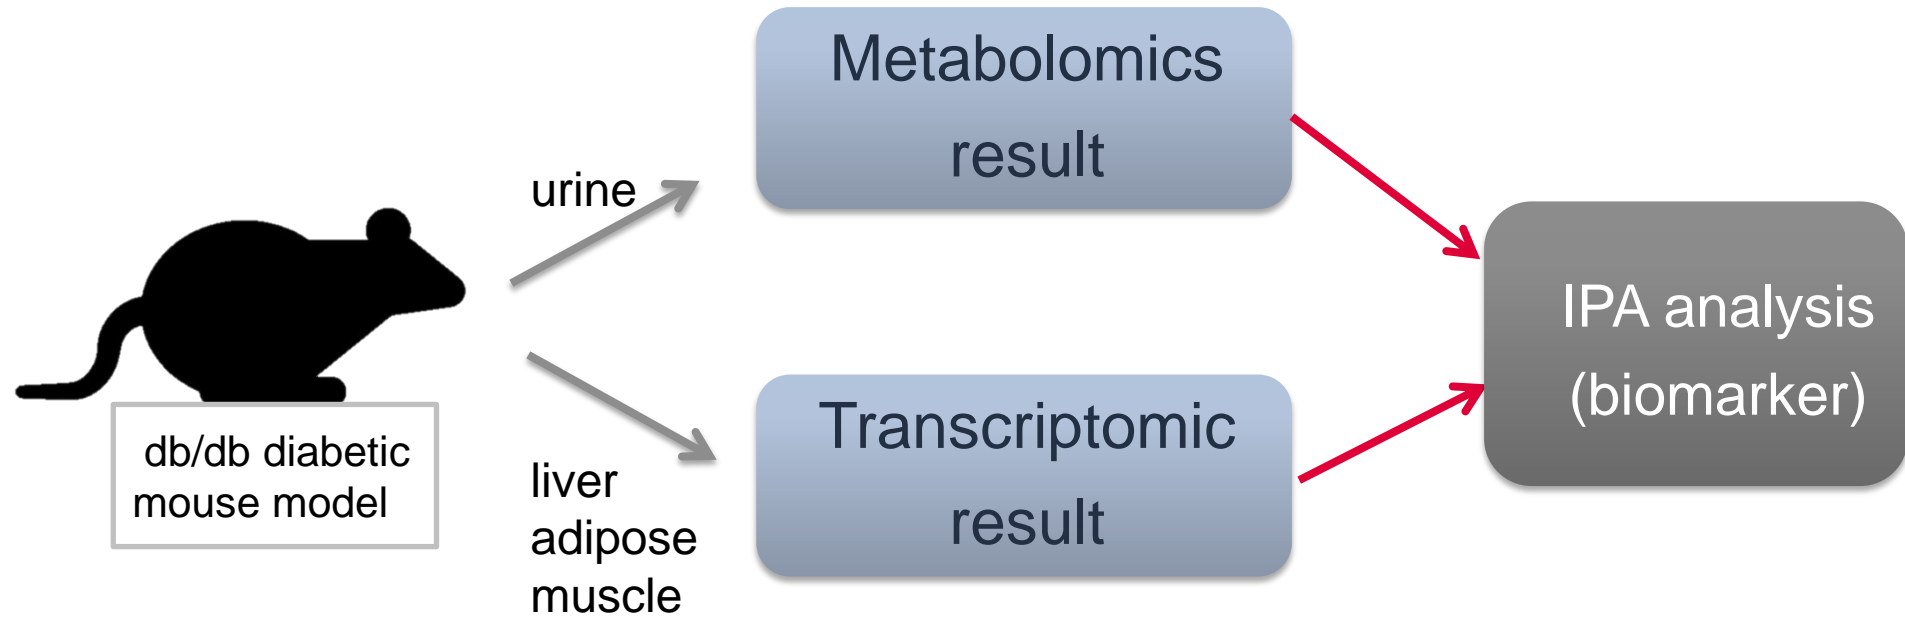 Metabolomics
result
urine
IPA analysis
(biomarker)
db/db diabetic
mouse model
Transcriptomic
result
liver
adipose
muscle